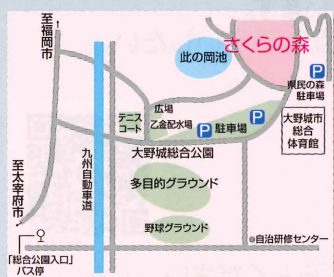 至福岡市
此の岡池
さくらの森
P
県民の森
駐車場
テニス
コート
広場
乙金配水場
P
駐車場
大野城市
総合
体育館
大野城総合公園
九州自動車道
多目的グラウンド
至太宰府市
野球グラウンド
自治研修センター
「総合公園入口」
バス停